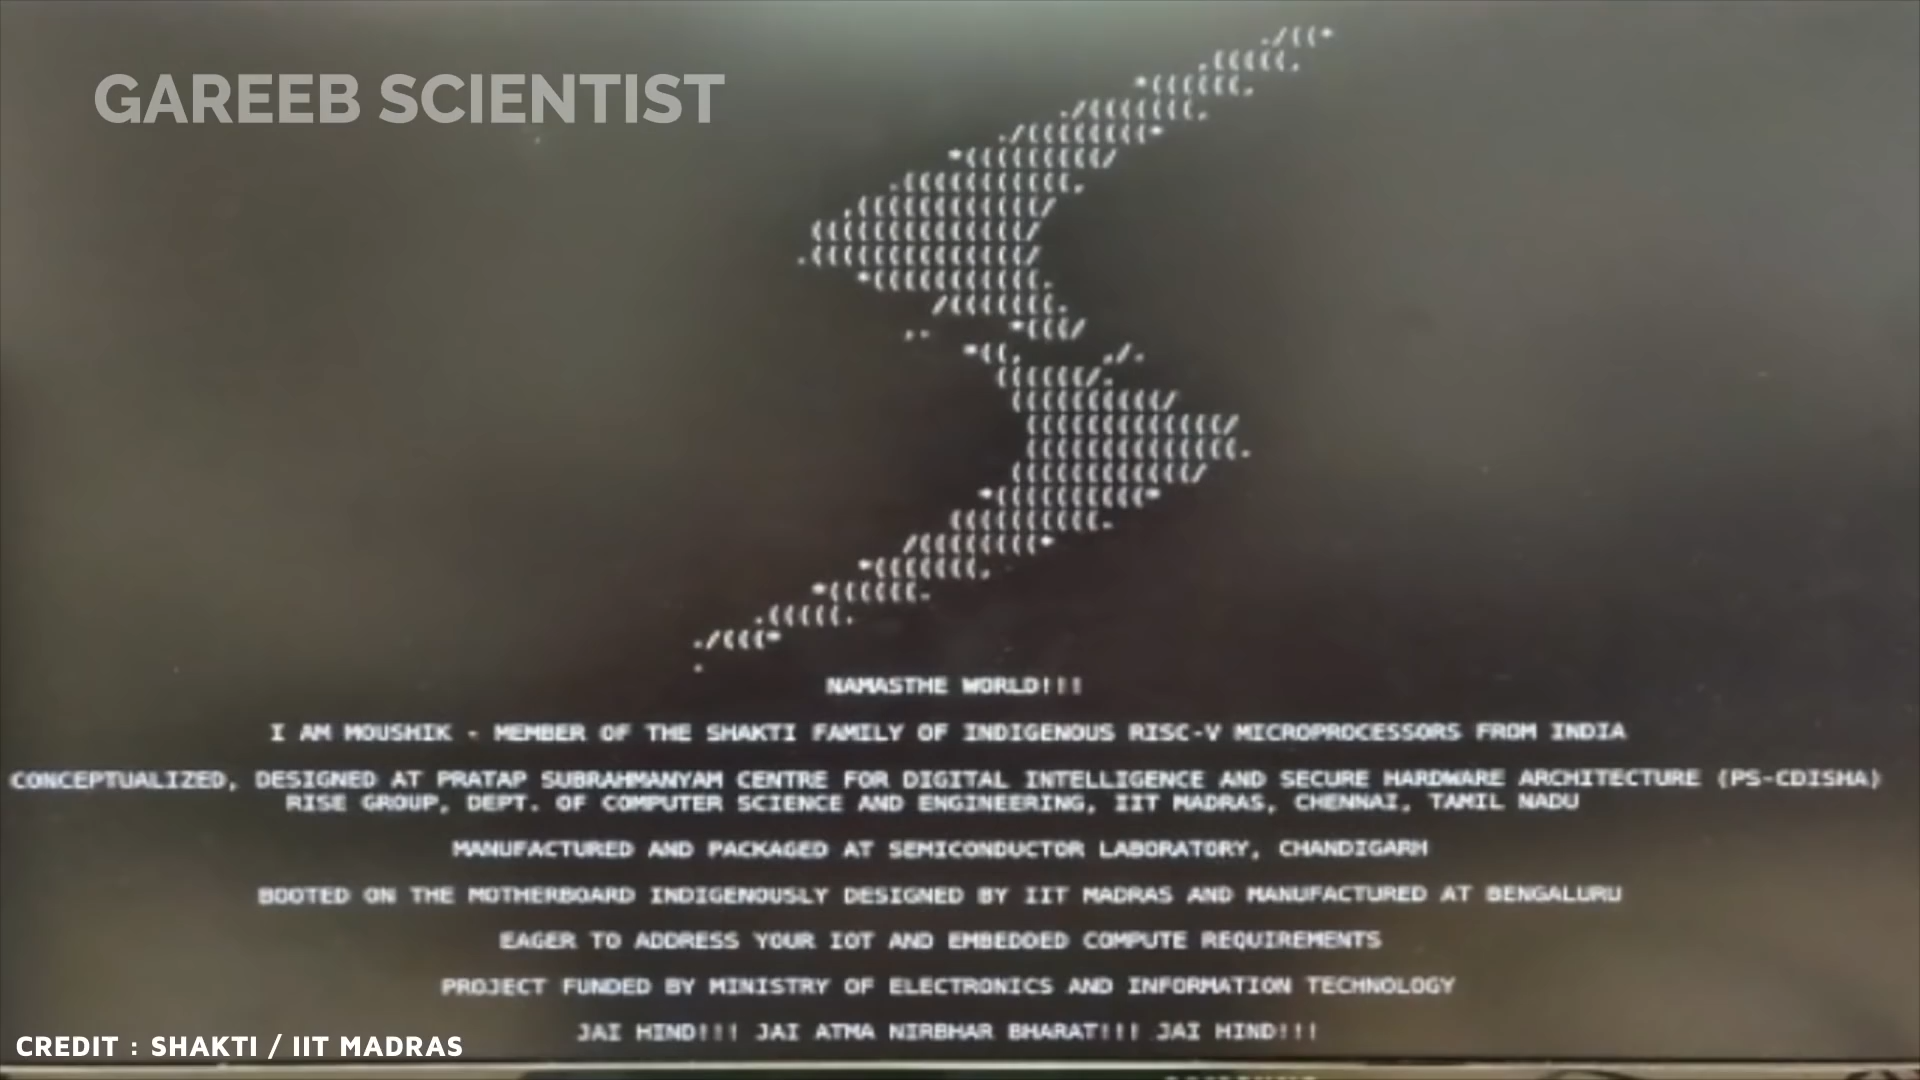 GAREEB SCIENTIST
NAMASTHE WORLD!!!
I AM MOUSHIK - MEMBER OF THE SHAKTI FAMILY OF INDIGENOUS RISC-V MICROPROCESSORS FROM INDIA
CONCEPTUALIZED, DESIGNED AT PRATAP SUBRAHMANYAM CENTRE FOR DIGITAL INTELLIGENCE AND SECURE HARDWARE ARCHITECTURE (PS-CDISHA)
RISE GROUP, DEPT. OF COMPUTER SCIENCE AND ENGINEERING, IIT MADRAS, CHENNAI, TAMIL NADU
MANUFACTURED AND PACKAGED AT SEMICONDUCTOR LABORATORY, CHANDIGARH
BOOTED ON THE MOTHERBOARD INDIGENOUSLY DESIGNED BY IIT MADRAS AND MANUFACTURED AT BENGALURU
EAGER TO ADDRESS YOUR IOT AND EMBEDDED COMPUTE REQUIREMENTS
PROJECT FUNDED BY MINISTRY OF ELECTRONICS AND INFORMATION TECHNOLOGY
JAI HIND!!! JAI ATMA NIRBHAR BHARAT!!! JAI HIND!!!
CREDIT : SHAKTI / IIT MADRAS